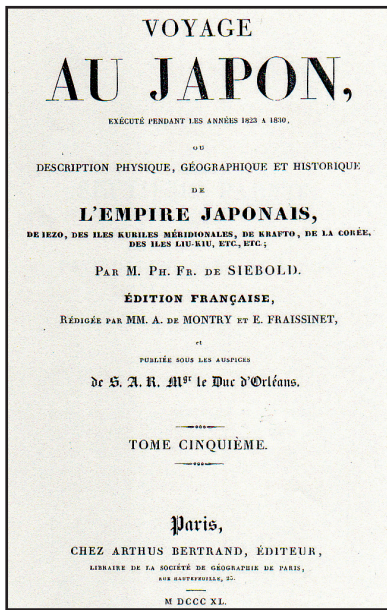 VOYAGE
AU JAPON,
EXÉCUTÉ PENDANT LES ANNÉES 1823 A 1830,
OU
DESCRIPTION PHYSIQUE, GÉOGRAPHIQUE ET HISTORIQUE
DE
L'EMPIRE JAPONAIS,
DE IEZO, DES ILES KURILES MÉRIDIONALES, DE KRAFTO, DE LA CORÉE,
DES ILES LIU-KIU, ETC., ETC.;
PAR M. PH. FR. DE SIEBOLD.
ÉDITION FRANÇAISE,
RÉDIGÉE PAR MM. A. DE MONTRY ET E. FRAISSINET,
et
PUBLIÉE SOUS LES AUSPICES
de S. A. R. Mgr le Duc d'Orléans.
TOME CINQUIÈME.
Paris,
CHEZ ARTHUS BERTRAND, ÉDITEUR,
LIBRAIRE DE LA SOCIÉTÉ DE GÉOGRAPHIE DE PARIS,
RUE HAUTEFEUILLE, 23.
M DCCC XL.